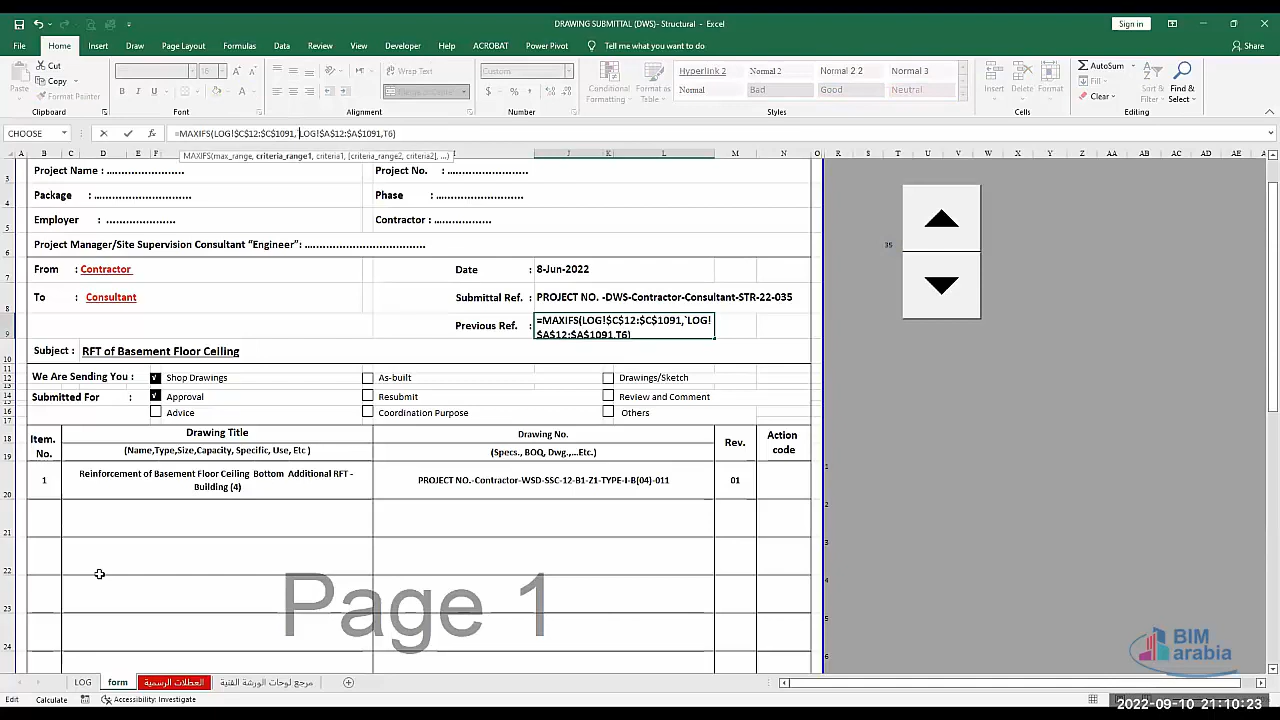 DRAWING SUBMITTAL (DWS)- Structural - Excel
Sign in
File Home Insert Draw Page Layout Formulas Data Review View Developer Help ACROBAT Power Pivot Tell me what you want to do Share
Cut
Copy
Format Painter
Paste
Clipboard
Font
Wrap Text
Alignment
Custom
Number
Conditional Formatting
Format as Table
Hyperlink 2 Normal 2 Normal 2 2 Normal 3
Normal Bad Good Neutral
Styles
Insert Delete Format
Cells
AutoSum
Fill
Clear
Sort & Filter
Find & Select
Editing
CHOOSE
=MAXIFS(LOG!$C$12:$C$1091,`LOG!$A$12:$A$1091,T6)
MAXIFS(max_range, criteria_range1, criteria1, [criteria_range2, criteria2], ...)
Project Name : ........................
Project No. : ........................
Package : ............................
Phase : ........................
Employer : ....................
Contractor : ..................
Project Manager/Site Supervision Consultant “Engineer”: ...................................
From : Contractor
Date : 8-Jun-2022
To : Consultant
Submittal Ref. : PROJECT NO. -DWS-Contractor-Consultant-STR-22-035
35
Previous Ref. : =MAXIFS(LOG!$C$12:$C$1091,`LOG!
$A$12:$A$1091,T6)
Subject : RFT of Basement Floor Ceiling
We Are Sending You : Shop Drawings As-built Drawings/Sketch
Submitted For : Approval Resubmit Review and Comment
Advice Coordination Purpose Others
Item. No. Drawing Title Drawing No. Rev. Action code
(Name,Type,Size,Capacity, Specific, Use, Etc ) (Specs., BOQ, Dwg.,...Etc.)
1 Reinforcement of Basement Floor Ceiling Bottom Additional RFT - Building (4) PROJECT NO.-Contractor-WSD-SSC-12-B1-Z1-TYPE-I-B(04)-011 01
Page 1
BIM
arabia
LOG form العطلات الرسمية مرجع لوحات الورشة الفنية
Edit Calculate Accessibility: Investigate
2022-09-10 21:10:23